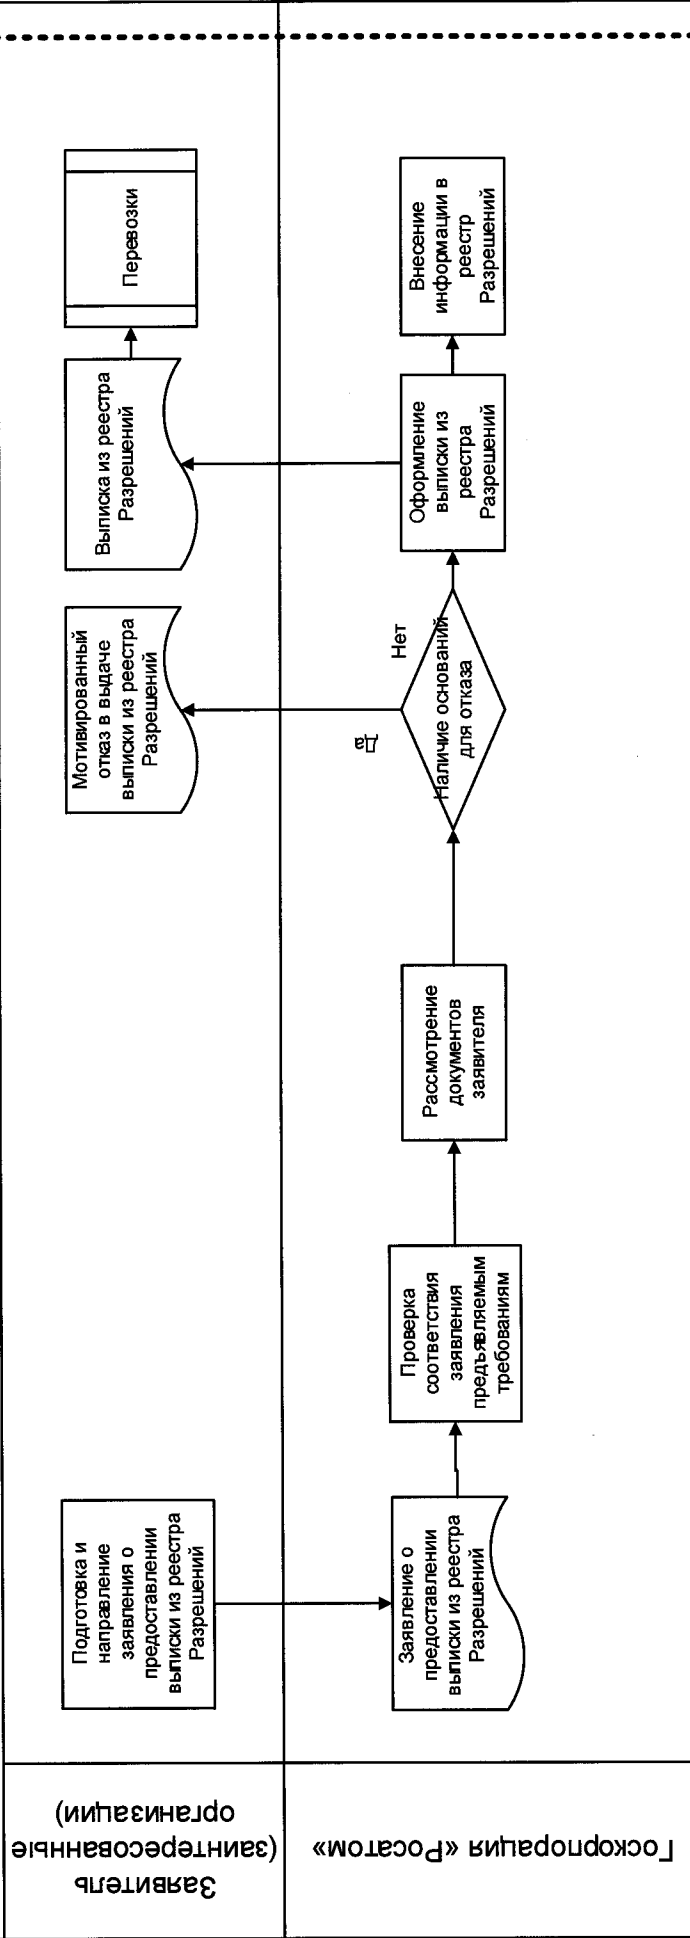 Заявитель
(заинтересованные
организации)
Подготовка и
направление
заявления о
предоставлении
выписки из реестра
Разрешений
Мотивированный
отказ в выдаче
выписки из реестра
Разрешений
Выписка из реестра
Разрешений
Перевозки
Госкорпорация «Росатом»
Заявление о
предоставлении
выписки из реестра
Разрешений
Проверка
соответствия
заявления
предъявляемым
требованиям
Рассмотрение
документов
заявителя
Наличие оснований
для отказа
Да
Нет
Оформление
выписки из
реестра
Разрешений
Внесение
информации в
реестр
Разрешений